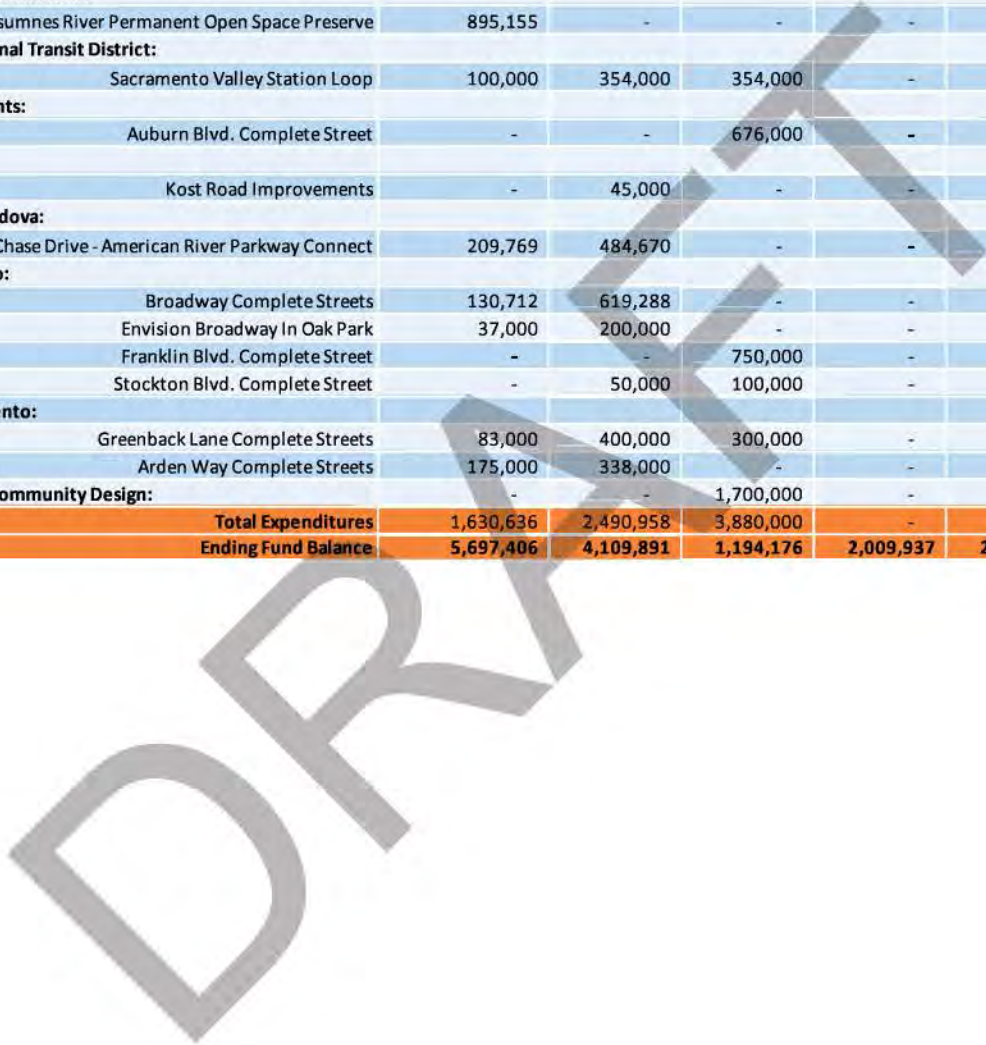 sumnes River Permanent Open Space Preserve 895,155 - - -
nal Transit District:
Sacramento Valley Station Loop 100,000 354,000 354,000 -
nts:
Auburn Blvd. Complete Street - - 676,000 -
Kost Road Improvements - 45,000 - -
dova:
Chase Drive - American River Parkway Connect 209,769 484,670 - -
o:
Broadway Complete Streets 130,712 619,288 - -
Envision Broadway In Oak Park 37,000 200,000 - -
Franklin Blvd. Complete Street - - 750,000 -
Stockton Blvd. Complete Street - 50,000 100,000 -
nto:
Greenback Lane Complete Streets 83,000 400,000 300,000 -
Arden Way Complete Streets 175,000 338,000 - -
ommunity Design: - - 1,700,000 -
Total Expenditures 1,630,636 2,490,958 3,880,000 -
Ending Fund Balance 5,697,406 4,109,891 1,194,176 2,009,937 2
DRAFT